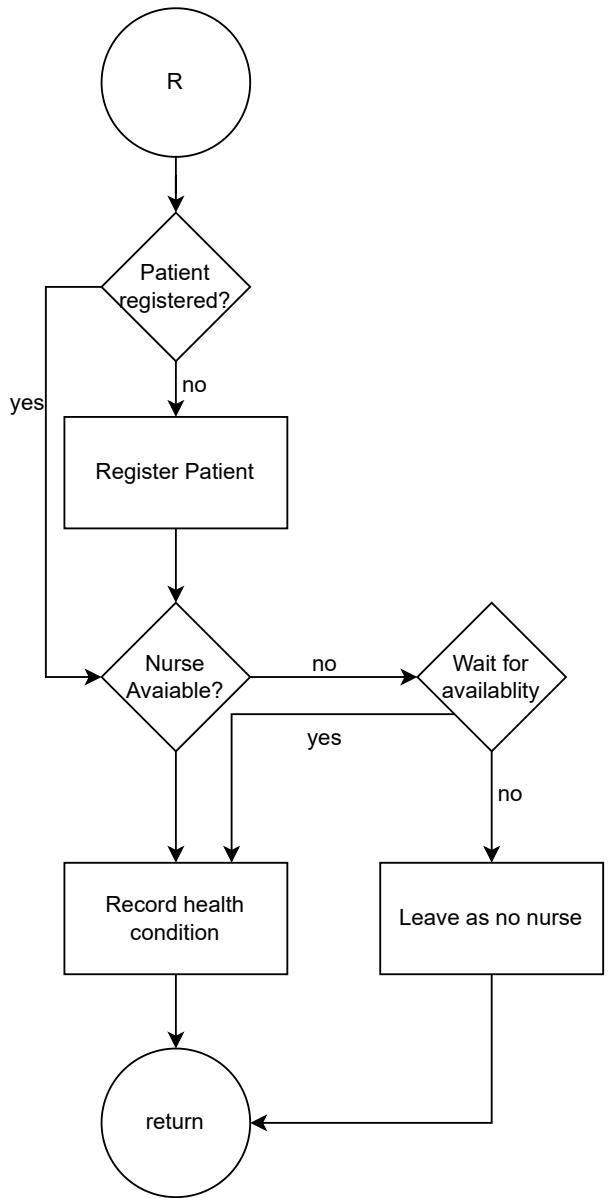 R
Patient
registered?
no
yes
Register Patient
Nurse
Avaiable?
no
Wait for
availablity
yes
no
Record health
condition
Leave as no nurse
return